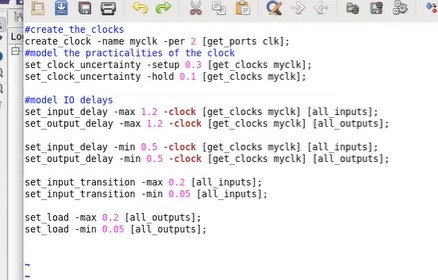 Lo
#create_the_clocks
create_clock -name myclk -per 2 [get_ports clk];
#model the practicalities of the clock
set_clock_uncertainty -setup 0.3 [get_clocks myclk];
set_clock_uncertainty -hold 0.1 [get_clocks myclk];
#model IO delays
set_input_delay -max 1.2 -clock [get_clocks myclk] [all_inputs];
set_output_delay -max 1.2 -clock [get_clocks myclk] [all_outputs];
set_input_delay -min 0.5 -clock [get_clocks myclk] [all_inputs];
set_output_delay -min 0.5 -clock [get_clocks myclk] [all_outputs];
set_input_transition -max 0.2 [all_inputs];
set_input_transition -min 0.05 [all_inputs];
set_load -max 0.2 [all_outputs];
set_load -min 0.05 [all_outputs];
~
~